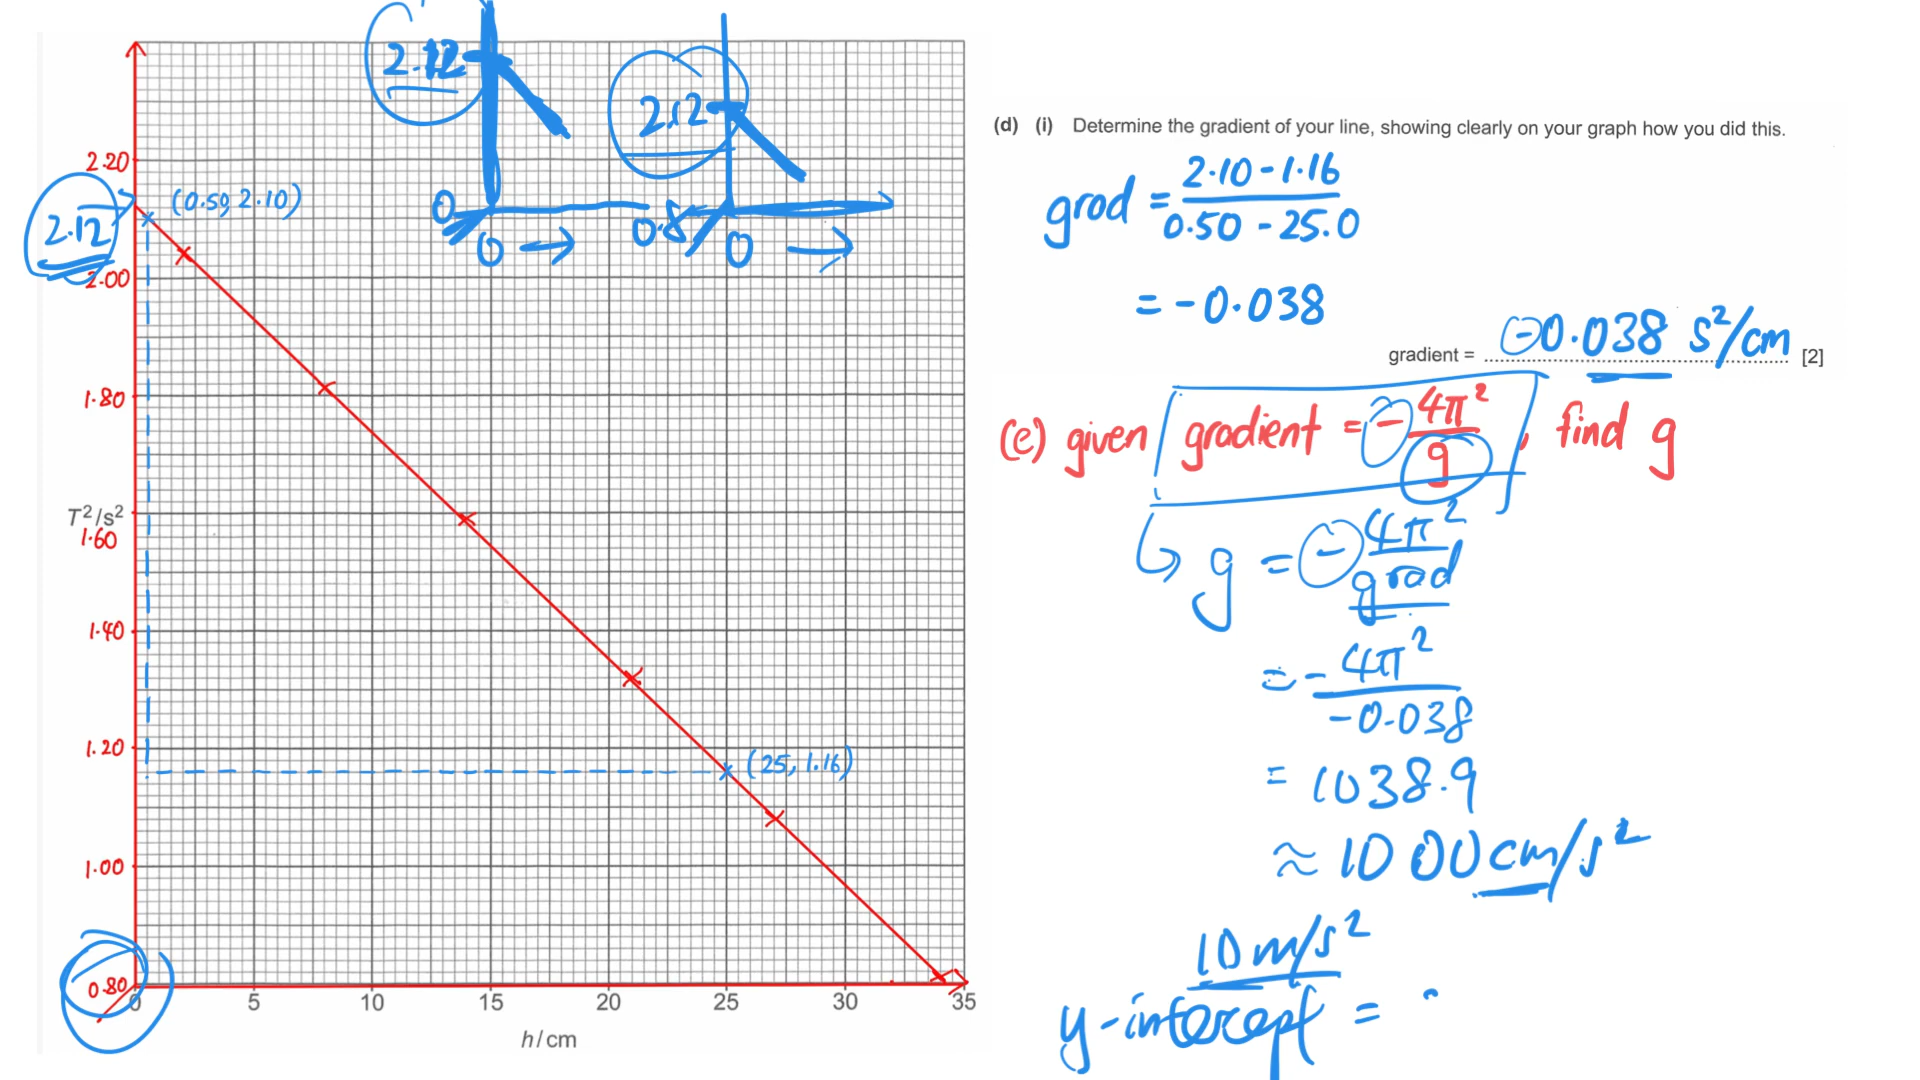 2.12
2.12
2.20
(0.50, 2.10)
2.12
0
0.8
0
0
2.00
1.80
T²/s²
1.60
1.40
1.20
(25, 1.16)
1.00
0.80
0 5 10 15 20 25 30 35
h/cm
(d) (i) Determine the gradient of your line, showing clearly on your graph how you did this.
grad = 2.10 - 1.16
0.50 - 25.0
= -0.038
gradient = -0.038 s²/cm [2]
(e) given gradient = - 4π²/g, find g
g = - 4π²/grad
= - 4π²/-0.038
= 1038.9
≈ 1000 cm/s²
10 m/s²
y-intercept =